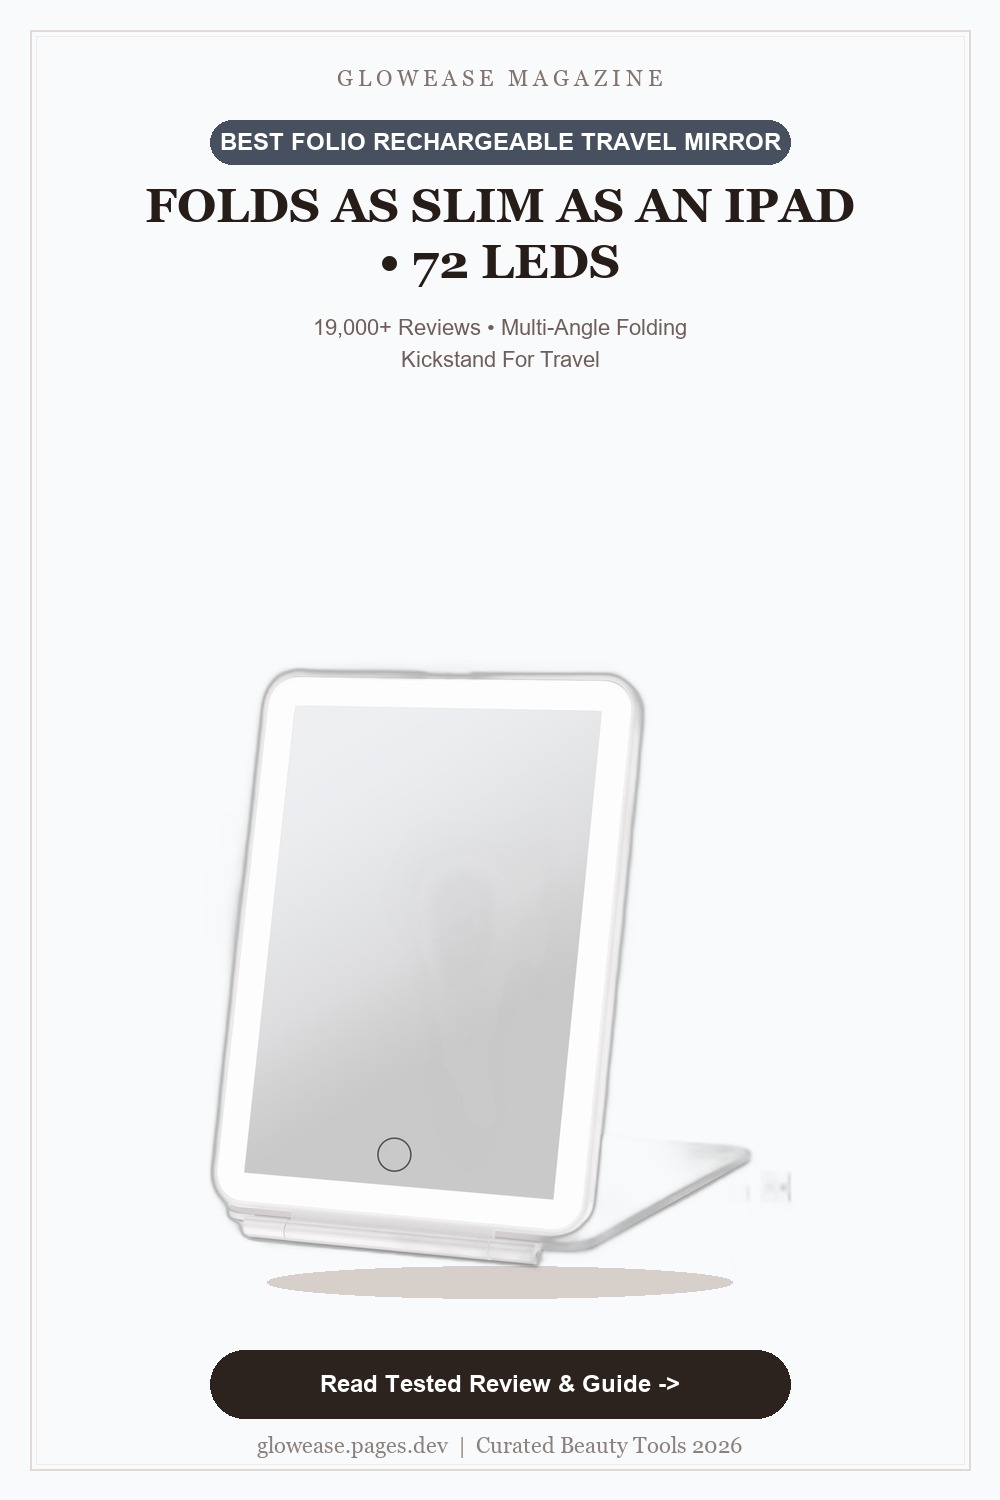 GLOWEASE MAGAZINE
BEST FOLIO RECHARGEABLE TRAVEL MIRROR
FOLDS AS SLIM AS AN IPAD
• 72 LEDS
19,000+ Reviews • Multi-Angle Folding
Kickstand For Travel
Read Tested Review & Guide ->
glowease.pages.dev | Curated Beauty Tools 2026